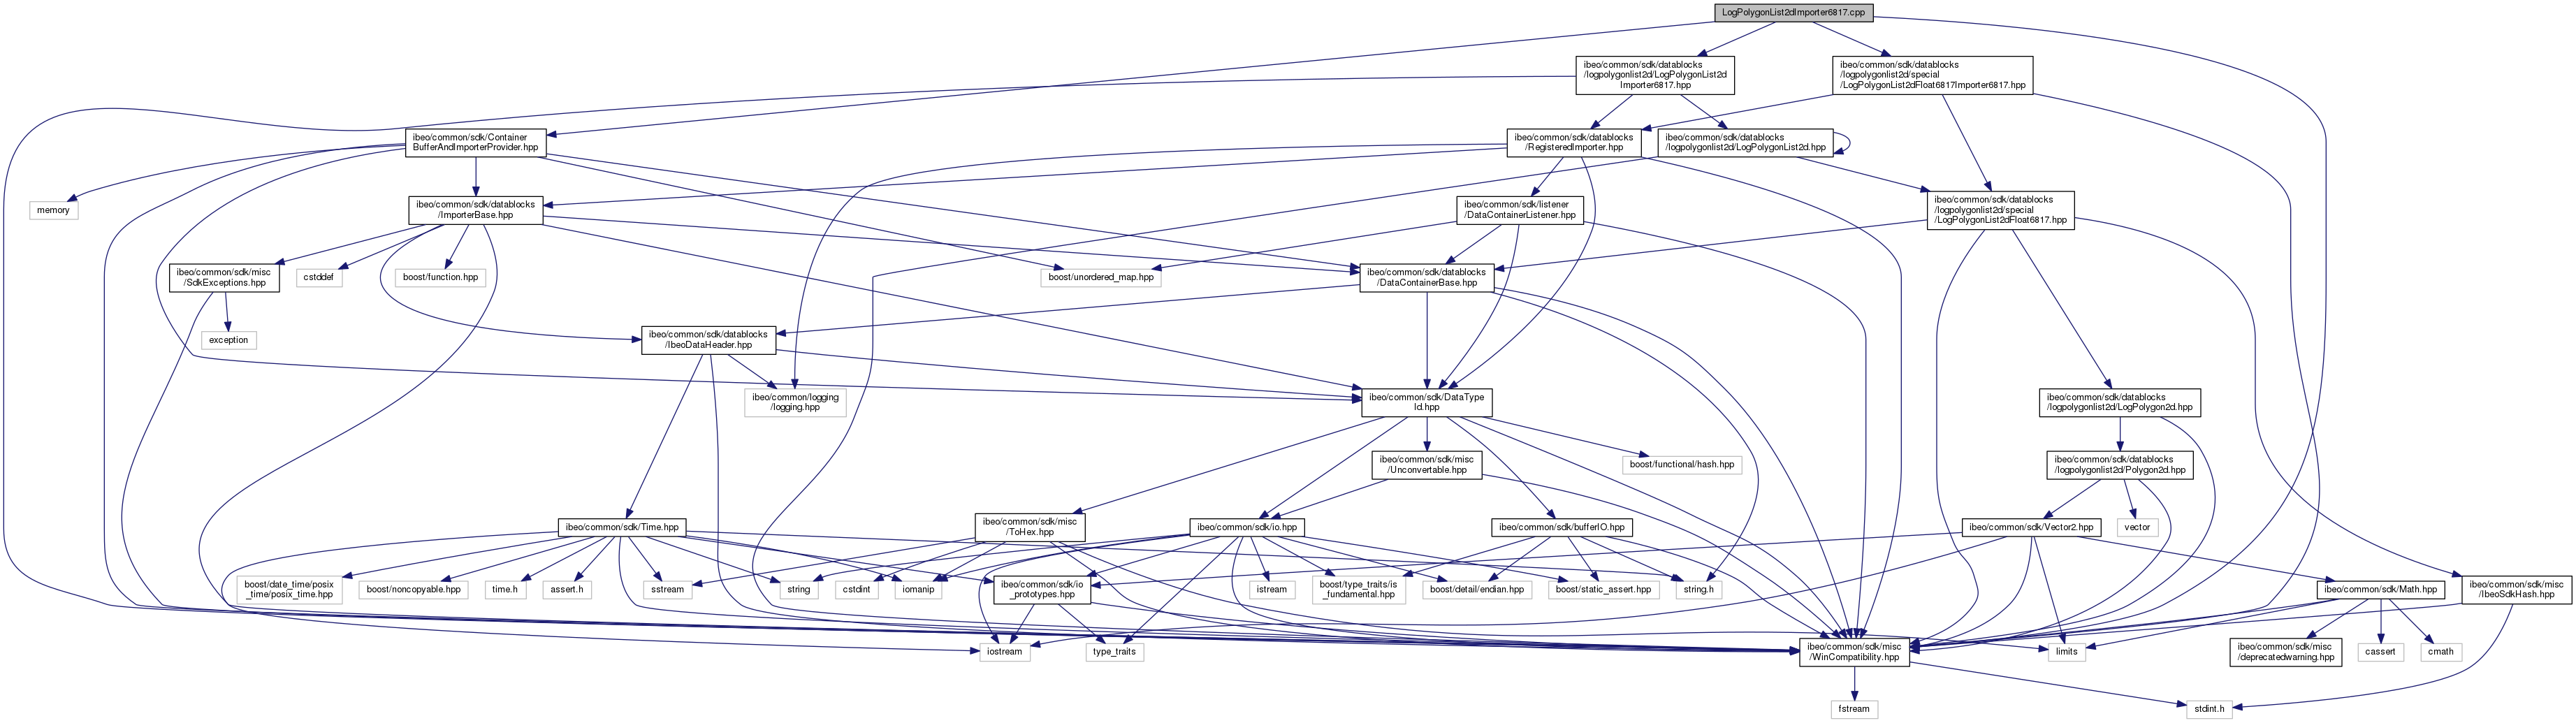 LogPolygonList2dImporter6817.cpp
ibeo/common/sdk/datablocks
/logpolygonlist2d/LogPolygonList2d
Importer6817.hpp
ibeo/common/sdk/datablocks
/logpolygonlist2d/special
/LogPolygonList2dFloat6817Importer6817.hpp
ibeo/common/sdk/Container
BufferAndImporterProvider.hpp
ibeo/common/sdk/datablocks
/RegisteredImporter.hpp
ibeo/common/sdk/datablocks
/logpolygonlist2d/LogPolygonList2d.hpp
memory
ibeo/common/sdk/datablocks
/ImporterBase.hpp
ibeo/common/sdk/listener
/DataContainerListener.hpp
ibeo/common/sdk/datablocks
/logpolygonlist2d/special
/LogPolygonList2dFloat6817.hpp
ibeo/common/sdk/misc
/SdkExceptions.hpp
cstddef
boost/function.hpp
boost/unordered_map.hpp
ibeo/common/sdk/datablocks
/DataContainerBase.hpp
exception
ibeo/common/sdk/datablocks
/IbeoDataHeader.hpp
ibeo/common/logging
/logging.hpp
ibeo/common/sdk/DataType
Id.hpp
ibeo/common/sdk/datablocks
/logpolygonlist2d/LogPolygon2d.hpp
ibeo/common/sdk/misc
/Unconvertable.hpp
boost/functional/hash.hpp
ibeo/common/sdk/datablocks
/logpolygonlist2d/Polygon2d.hpp
ibeo/common/sdk/Time.hpp
ibeo/common/sdk/misc
/ToHex.hpp
ibeo/common/sdk/io.hpp
ibeo/common/sdk/bufferIO.hpp
ibeo/common/sdk/Vector2.hpp
vector
boost/date_time/posix
_time/posix_time.hpp
boost/noncopyable.hpp
time.h
assert.h
sstream
string
cstdint
iomanip
ibeo/common/sdk/io
_prototypes.hpp
istream
boost/type_traits/is
_fundamental.hpp
boost/detail/endian.hpp
boost/static_assert.hpp
string.h
ibeo/common/sdk/Math.hpp
ibeo/common/sdk/misc
/IbeoSdkHash.hpp
iostream
type_traits
ibeo/common/sdk/misc
/WinCompatibility.hpp
limits
ibeo/common/sdk/misc
/deprecatedwarning.hpp
cassert
cmath
fstream
stdint.h